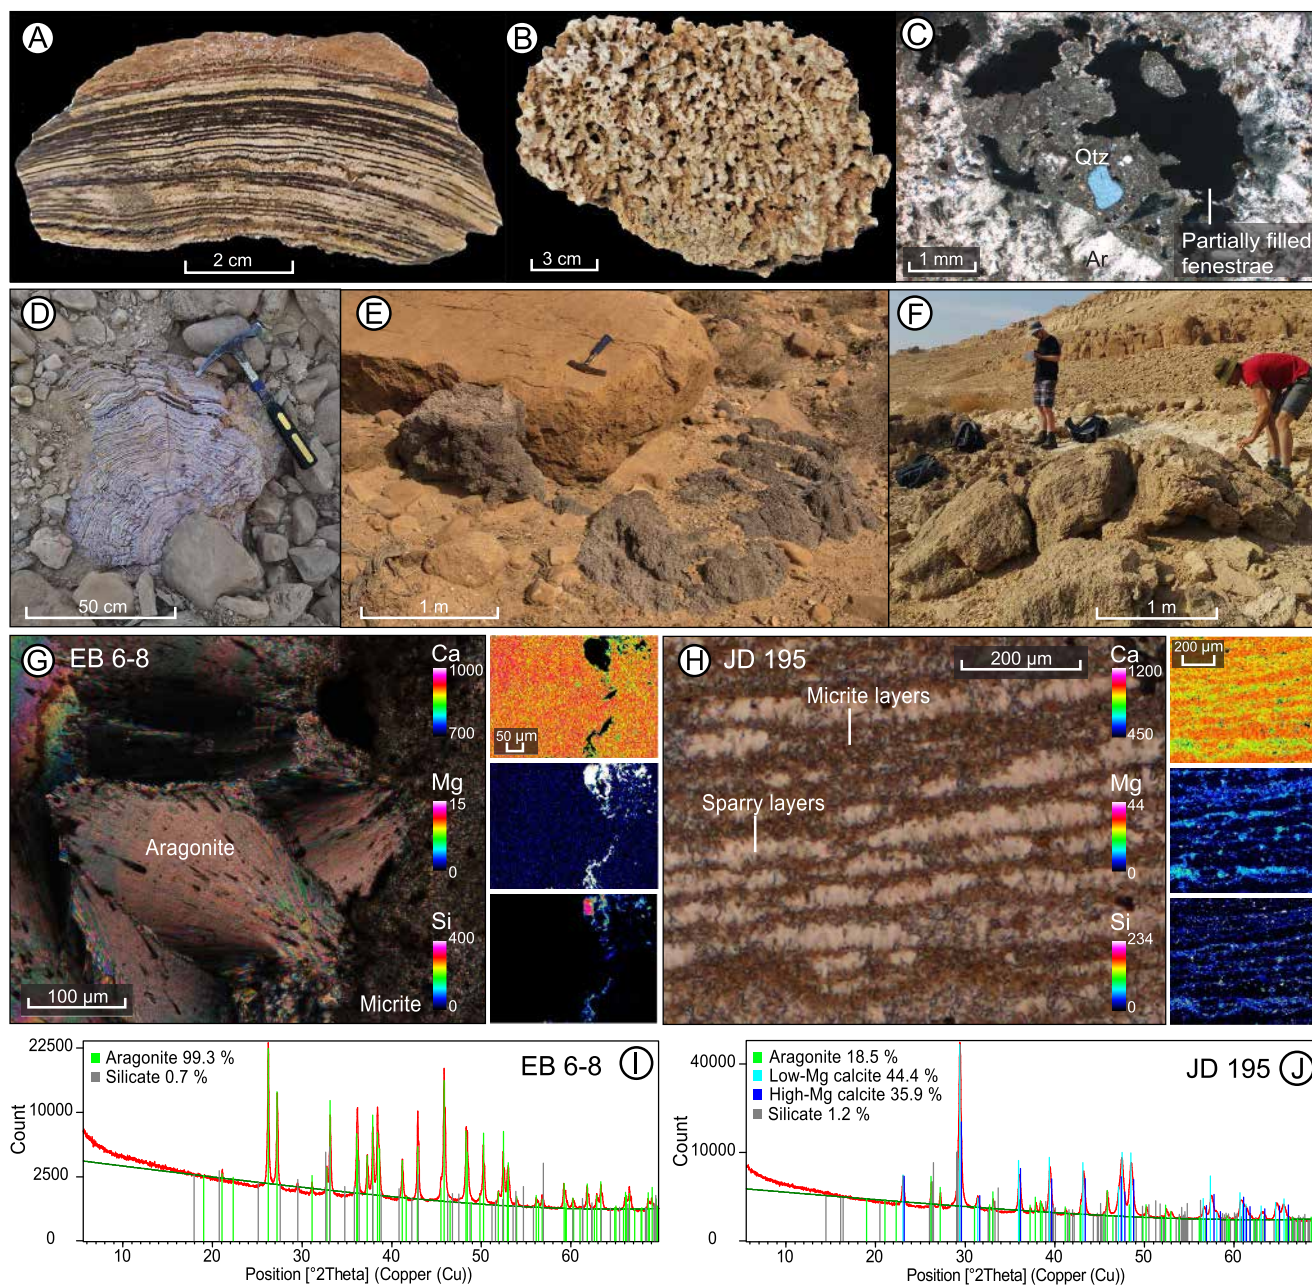 A
2 cm
B
3 cm
C
Qtz
Partially filled
fenestrae
Ar
1 mm
D
50 cm
E
1 m
F
1 m
G EB 6-8
Ca
1000
700
Mg
15
0
Si
400
0
Aragonite
Micrite
100 µm
50 µm
H JD 195
200 µm
Micrite layers
Sparry layers
Ca
1200
450
Mg
44
0
Si
234
0
200 µm
22500
10000
2500
0
Count
Aragonite 99.3 %
Silicate 0.7 %
EB 6-8 I
10 20 30 40 50 60
Position [°2Theta] (Copper (Cu))
40000
10000
0
Count
Aragonite 18.5 %
Low-Mg calcite 44.4 %
High-Mg calcite 35.9 %
Silicate 1.2 %
JD 195 J
10 20 30 40 50 60
Position [°2Theta] (Copper (Cu))